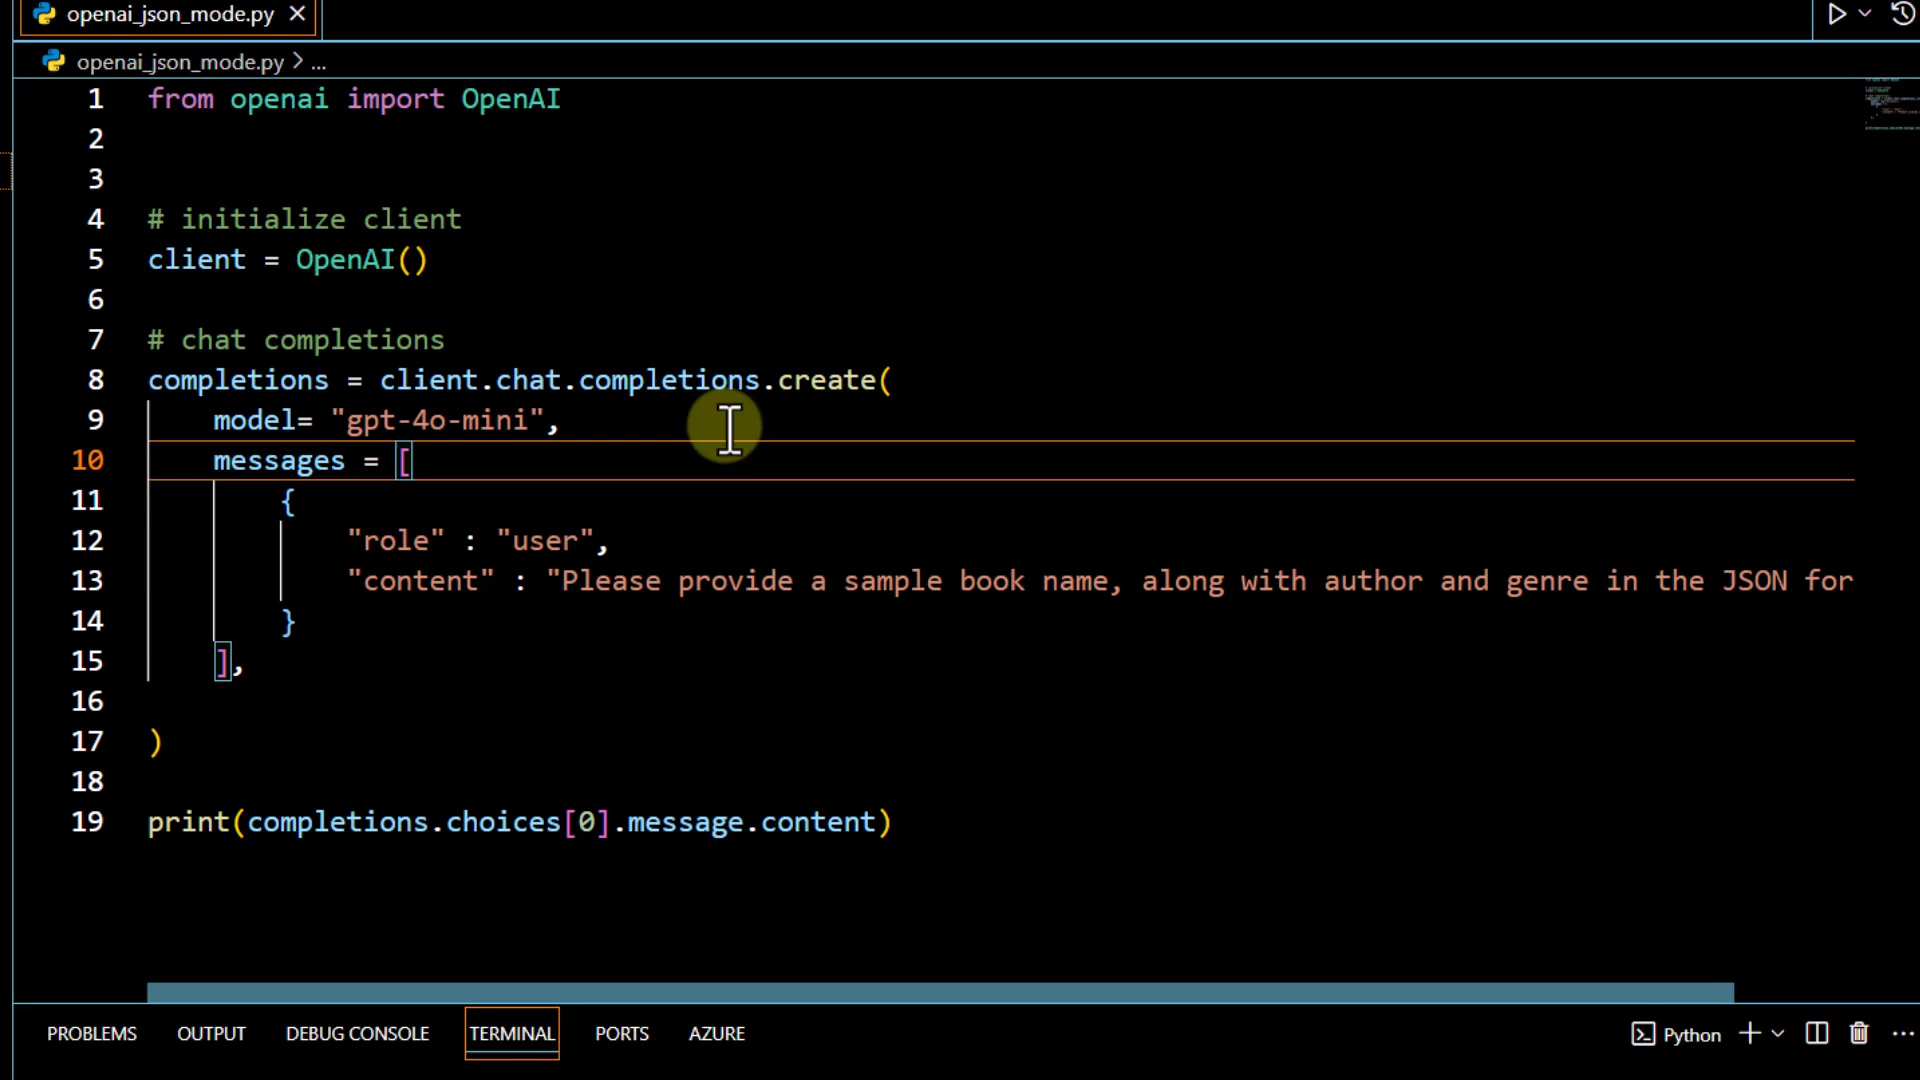 openai_json_mode.py
openai_json_mode.py > ...
1 from openai import OpenAI
2
3
4 # initialize client
5 client = OpenAI()
6
7 # chat completions
8 completions = client.chat.completions.create(
9 model= "gpt-4o-mini",
10 messages = [
11 {
12 "role" : "user",
13 "content" : "Please provide a sample book name, along with author and genre in the JSON for
14 }
15 ],
16
17 )
18
19 print(completions.choices[0].message.content)
PROBLEMS OUTPUT DEBUG CONSOLE TERMINAL PORTS AZURE Python